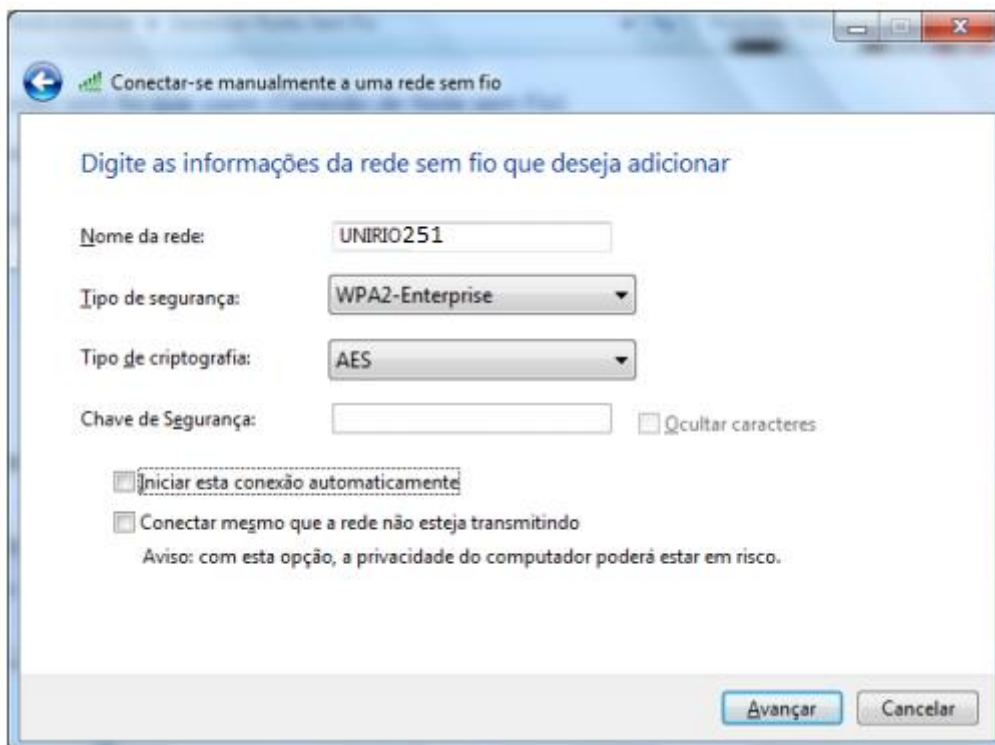 Conectar-se manualmente a uma rede sem fio
Digite as informações da rede sem fio que deseja adicionar
Nome da rede: UNIRIO251
Tipo de segurança: WPA2-Enterprise
Tipo de criptografia: AES
Chave de Segurança: Ocultar caracteres
Iniciar esta conexão automaticamente
Conectar mesmo que a rede não esteja transmitindo
Aviso: com esta opção, a privacidade do computador poderá estar em risco.
Avançar Cancelar